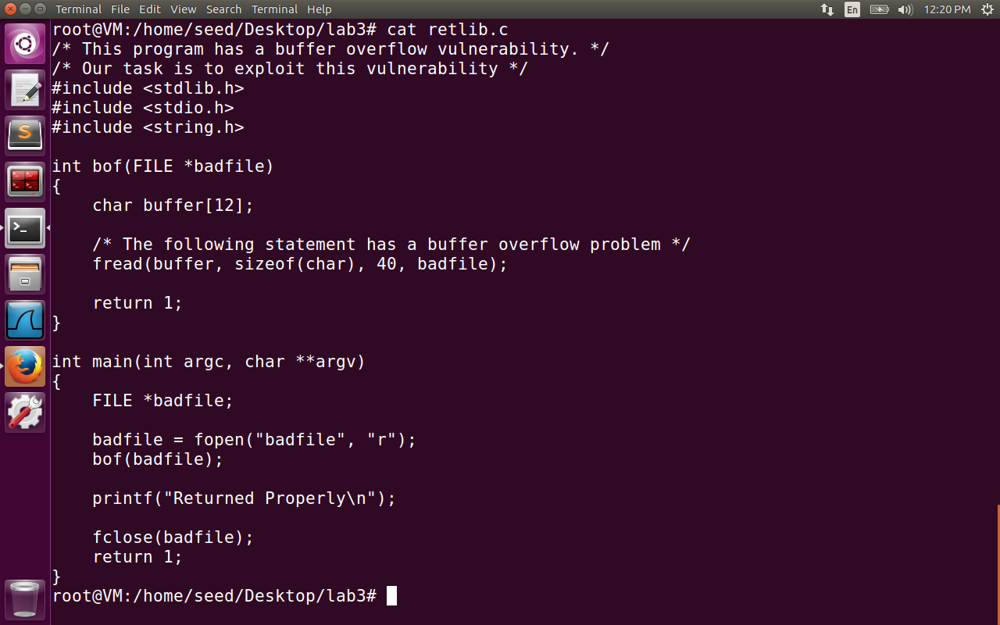 Terminal File Edit View Search Terminal Help En 12:20 PM
root@VM:/home/seed/Desktop/lab3# cat retlib.c
/* This program has a buffer overflow vulnerability. */
/* Our task is to exploit this vulnerability */
#include <stdlib.h>
#include <stdio.h>
#include <string.h>
int bof(FILE *badfile)
{
    char buffer[12];
    /* The following statement has a buffer overflow problem */
    fread(buffer, sizeof(char), 40, badfile);
    return 1;
}
int main(int argc, char **argv)
{
    FILE *badfile;
    badfile = fopen("badfile", "r");
    bof(badfile);
    printf("Returned Properly\n");
    fclose(badfile);
    return 1;
}
root@VM:/home/seed/Desktop/lab3#